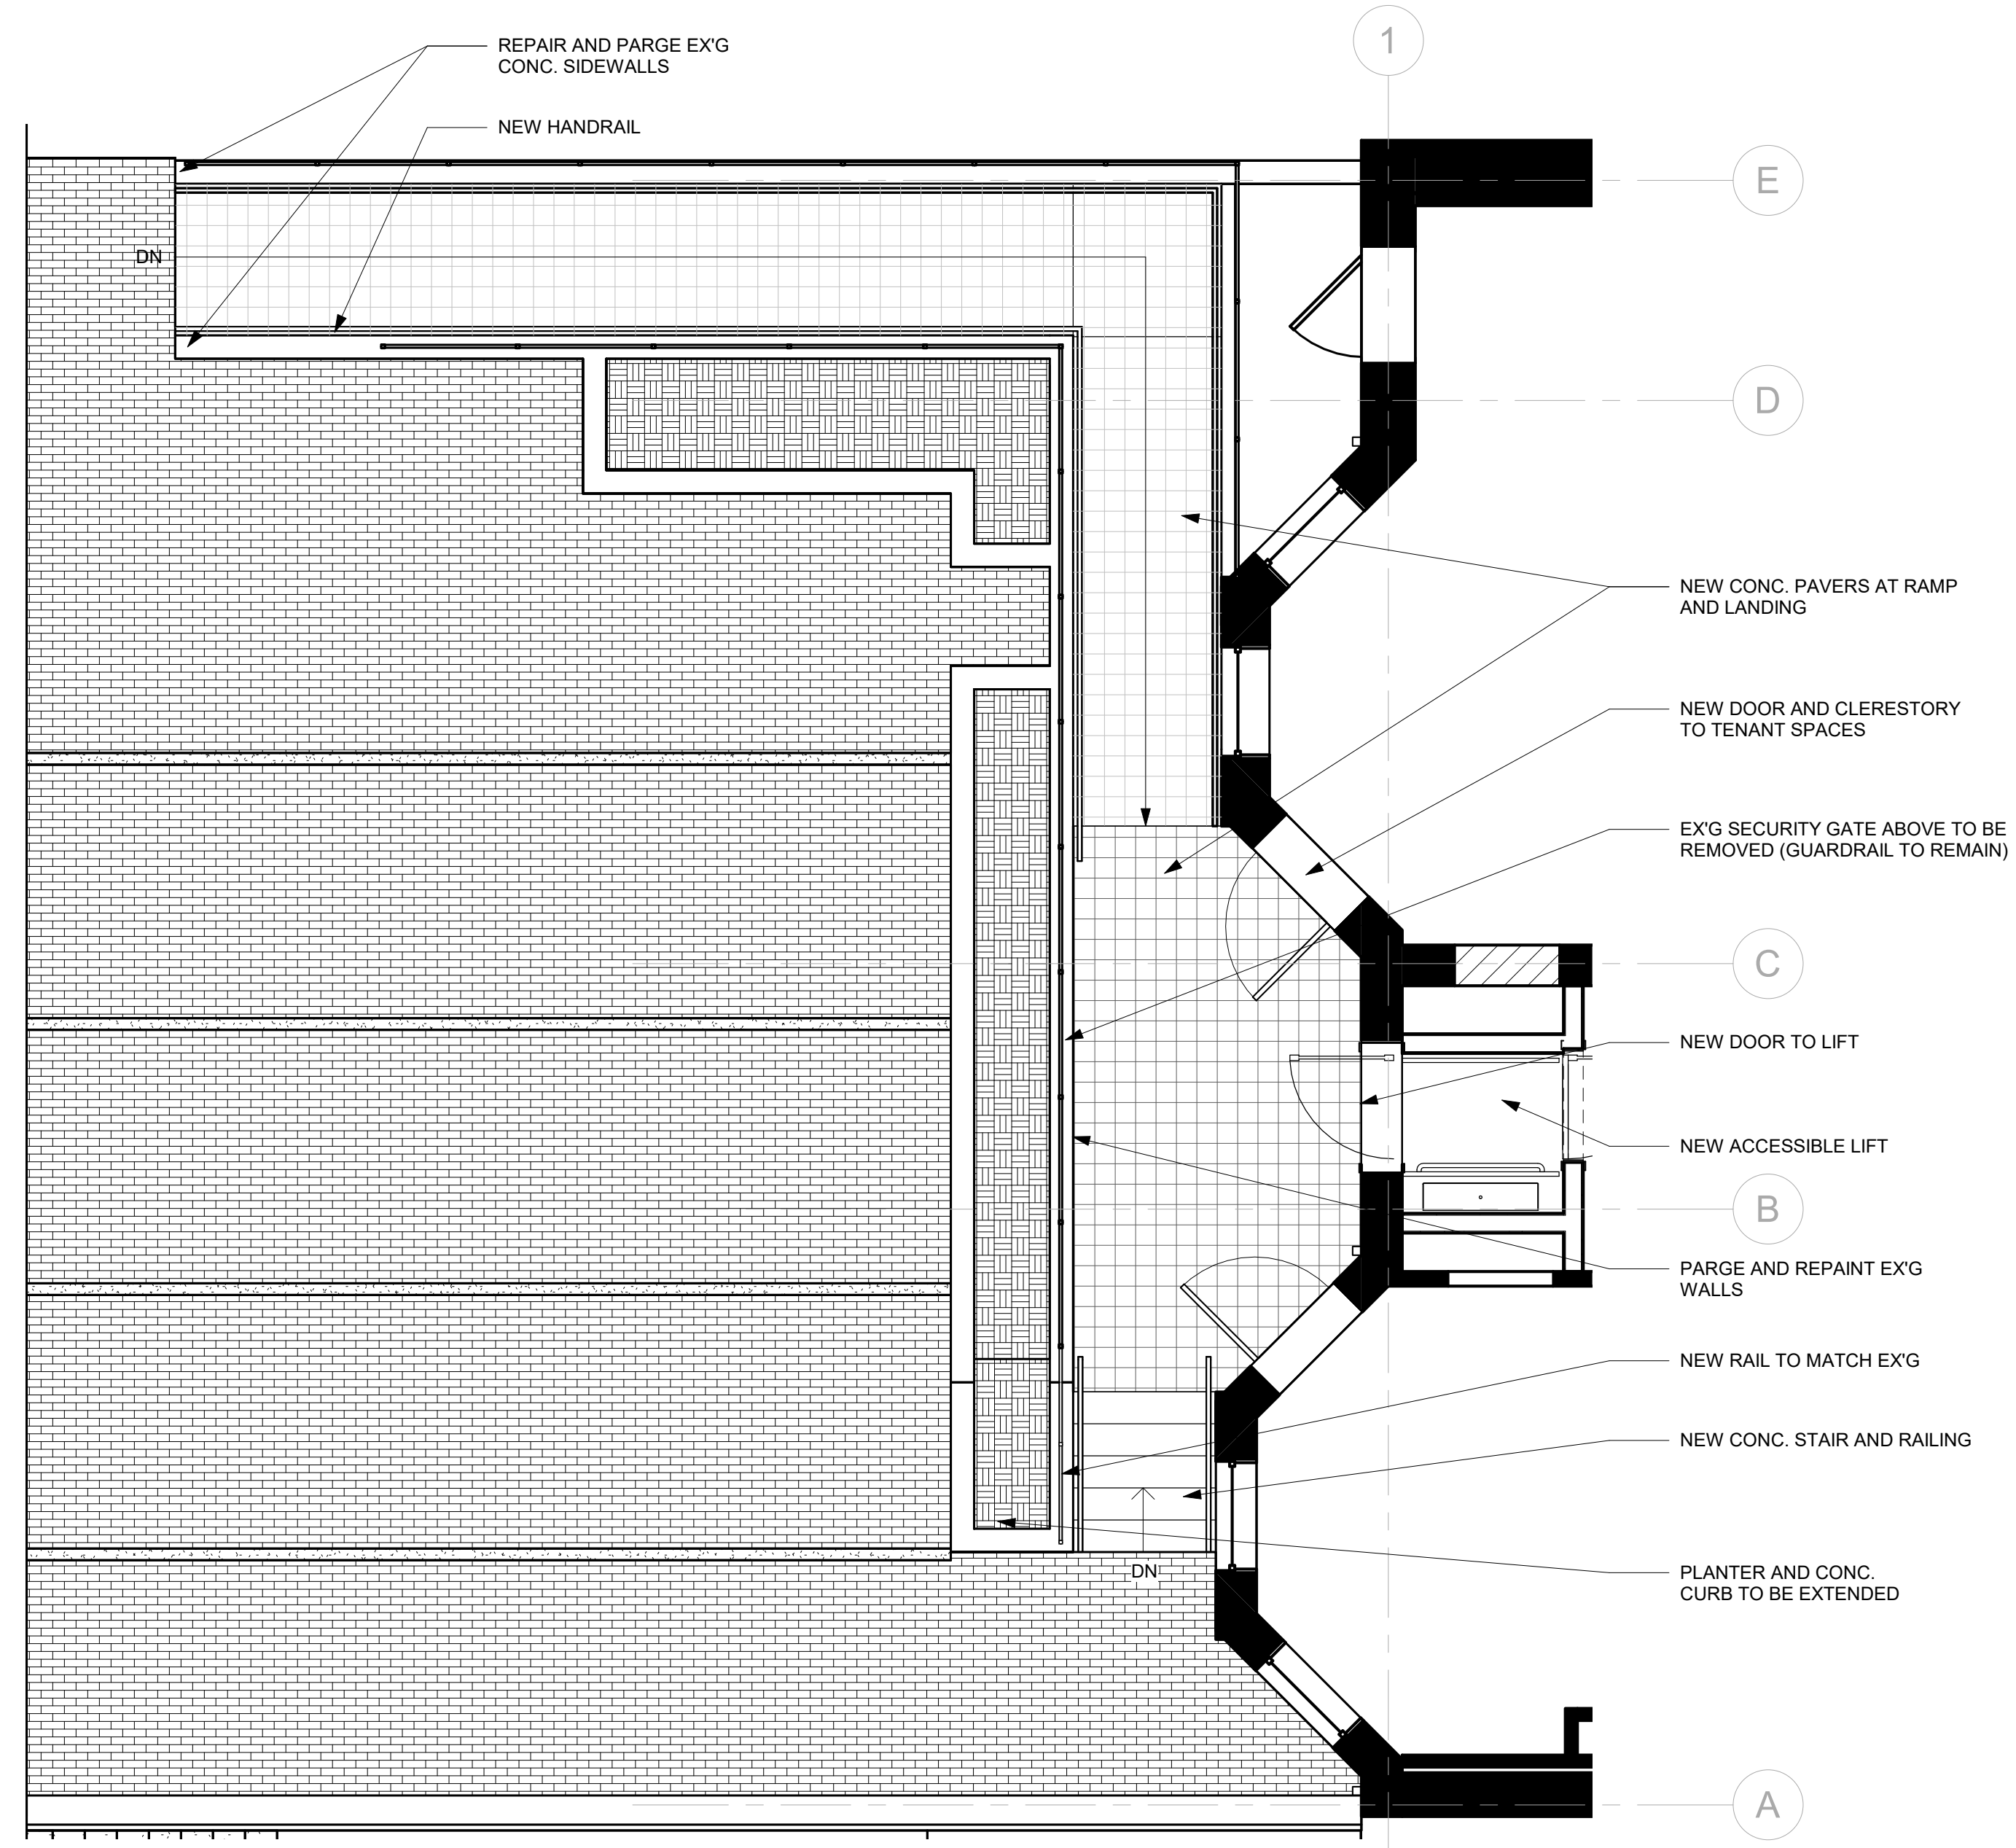 1
REPAIR AND PARGE EX'G
CONC. SIDEWALLS
NEW HANDRAIL
E
DN
D
NEW CONC. PAVERS AT RAMP
AND LANDING
NEW DOOR AND CLERESTORY
TO TENANT SPACES
EX'G SECURITY GATE ABOVE TO BE
REMOVED (GUARDRAIL TO REMAIN)
C
NEW DOOR TO LIFT
NEW ACCESSIBLE LIFT
B
PARGE AND REPAINT EX'G
WALLS
NEW RAIL TO MATCH EX'G
NEW CONC. STAIR AND RAILING
DN
PLANTER AND CONC.
CURB TO BE EXTENDED
A